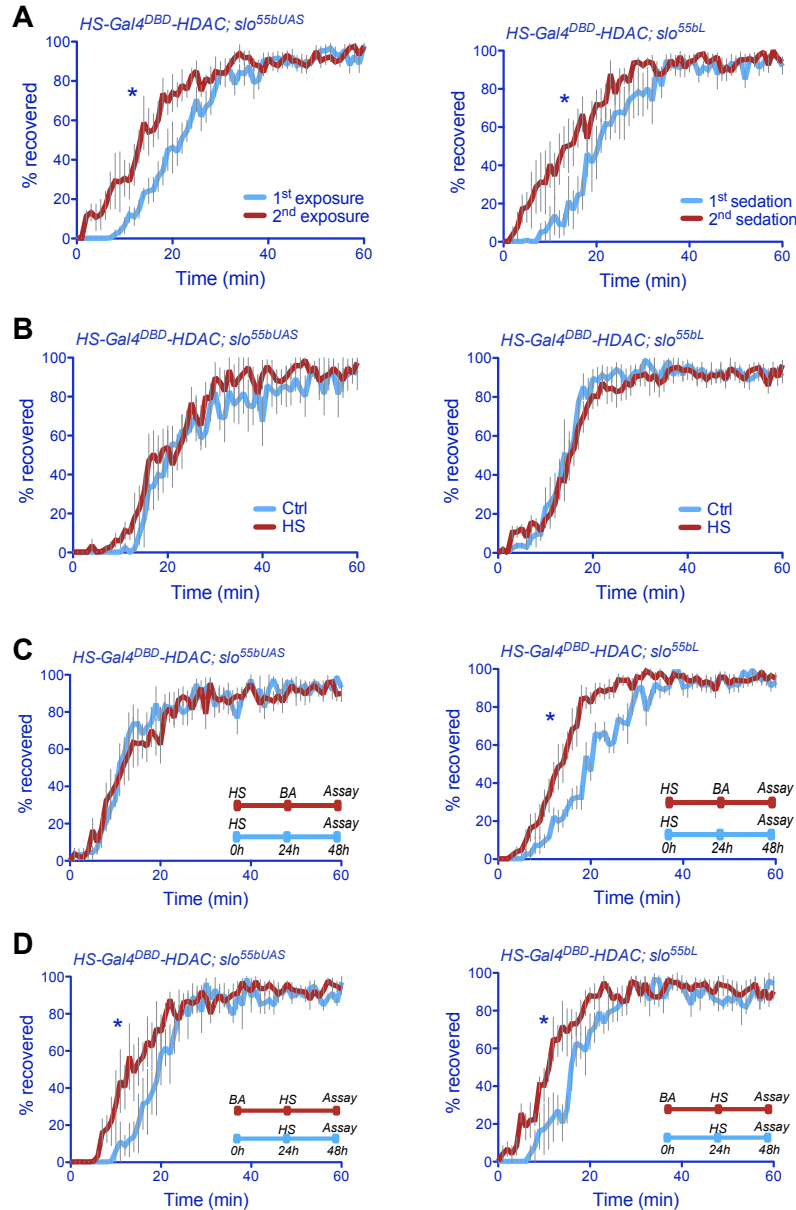 A
HS-Gal4DBD-HDAC; slo55bUAS
% recovered
100
80
60
40
20
0
*
1st exposure
2nd exposure
0 20 40 60
Time (min)
HS-Gal4DBD-HDAC; slo55bL
% recovered
100
80
60
40
20
0
*
1st sedation
2nd sedation
0 20 40 60
Time (min)
B
HS-Gal4DBD-HDAC; slo55bUAS
% recovered
100
80
60
40
20
0
Ctrl
HS
0 20 40 60
Time (min)
HS-Gal4DBD-HDAC; slo55bL
% recovered
100
80
60
40
20
0
Ctrl
HS
0 20 40 60
Time (min)
C
HS-Gal4DBD-HDAC; slo55bUAS
% recovered
100
80
60
40
20
0
HS BA Assay
HS Assay
0h 24h 48h
0 20 40 60
Time (min)
HS-Gal4DBD-HDAC; slo55bL
% recovered
100
80
60
40
20
0
*
HS BA Assay
HS Assay
0h 24h 48h
0 20 40 60
Time (min)
D
HS-Gal4DBD-HDAC; slo55bUAS
% recovered
100
80
60
40
20
0
*
BA HS Assay
HS Assay
0h 24h 48h
0 20 40 60
Time (min)
HS-Gal4DBD-HDAC; slo55bL
% recovered
100
80
60
40
20
0
*
BA HS Assay
HS Assay
0h 24h 48h
0 20 40 60
Time (min)